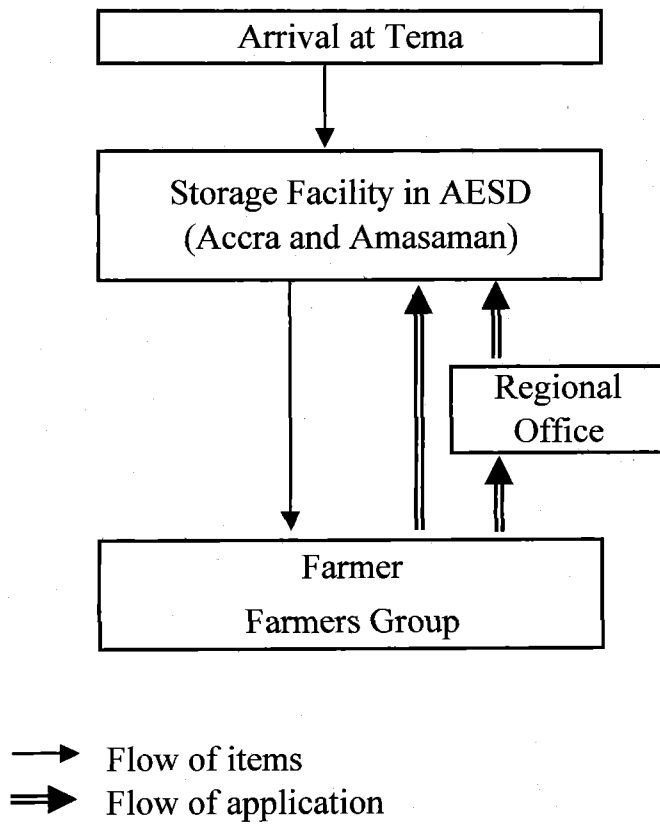 Arrival at Tema
Storage Facility in AESD
(Accra and Amasaman)
Regional
Office
Farmer
Farmers Group
Flow of items
Flow of application